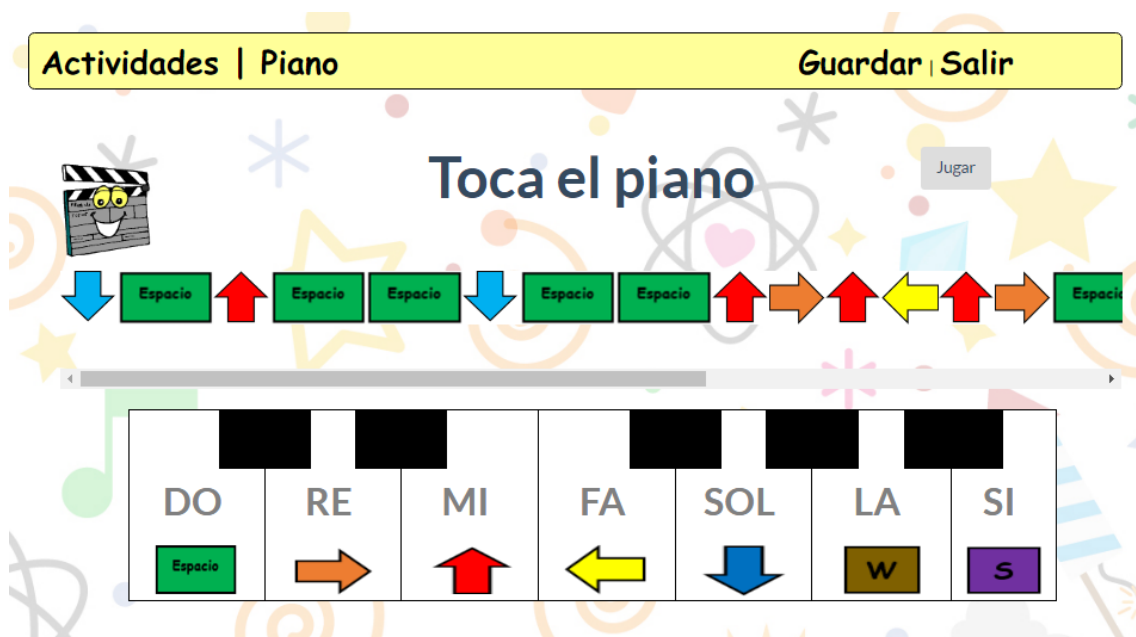 Actividades | Piano Guardar | Salir
Toca el piano
Jugar
Espacio Espacio Espacio Espacio Espacio Espacio
DO RE MI FA SOL LA SI
Espacio W S